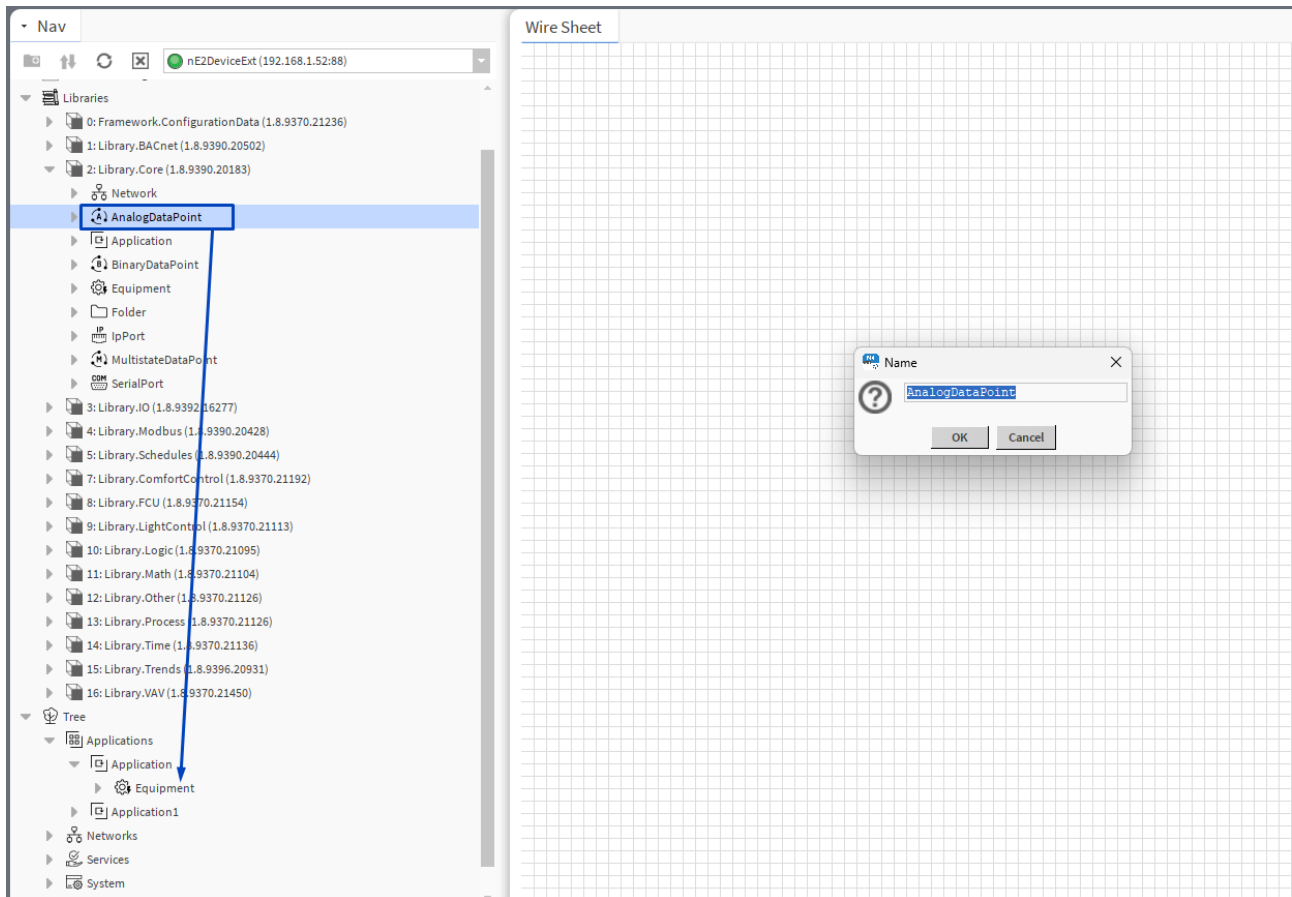 Nav
Wire Sheet
nE2DeviceExt (192.168.1.52:88)
Libraries
0: Framework.ConfigurationData (1.8.9370.21236)
1: Library.BACnet (1.8.9390.20502)
2: Library.Core (1.8.9390.20183)
Network
AnalogDataPoint
Application
BinaryDataPoint
Equipment
Folder
IP
IpPort
MultistateDataPoint
COM
SerialPort
3: Library.IO (1.8.9392.16277)
4: Library.Modbus (1.8.9390.20428)
5: Library.Schedules (1.8.9390.20444)
7: Library.ComfortControl (1.8.9370.21192)
8: Library.FCU (1.8.9370.21154)
9: Library.LightControl (1.8.9370.21113)
10: Library.Logic (1.8.9370.21095)
11: Library.Math (1.8.9370.21104)
12: Library.Other (1.8.9370.21126)
13: Library.Process (1.8.9370.21126)
14: Library.Time (1.8.9370.21136)
15: Library.Trends (1.8.9396.20931)
16: Library.VAV (1.8.9370.21450)
Tree
Applications
Application
Equipment
Application1
Networks
Services
System
Name
AnalogDataPoint
OK Cancel